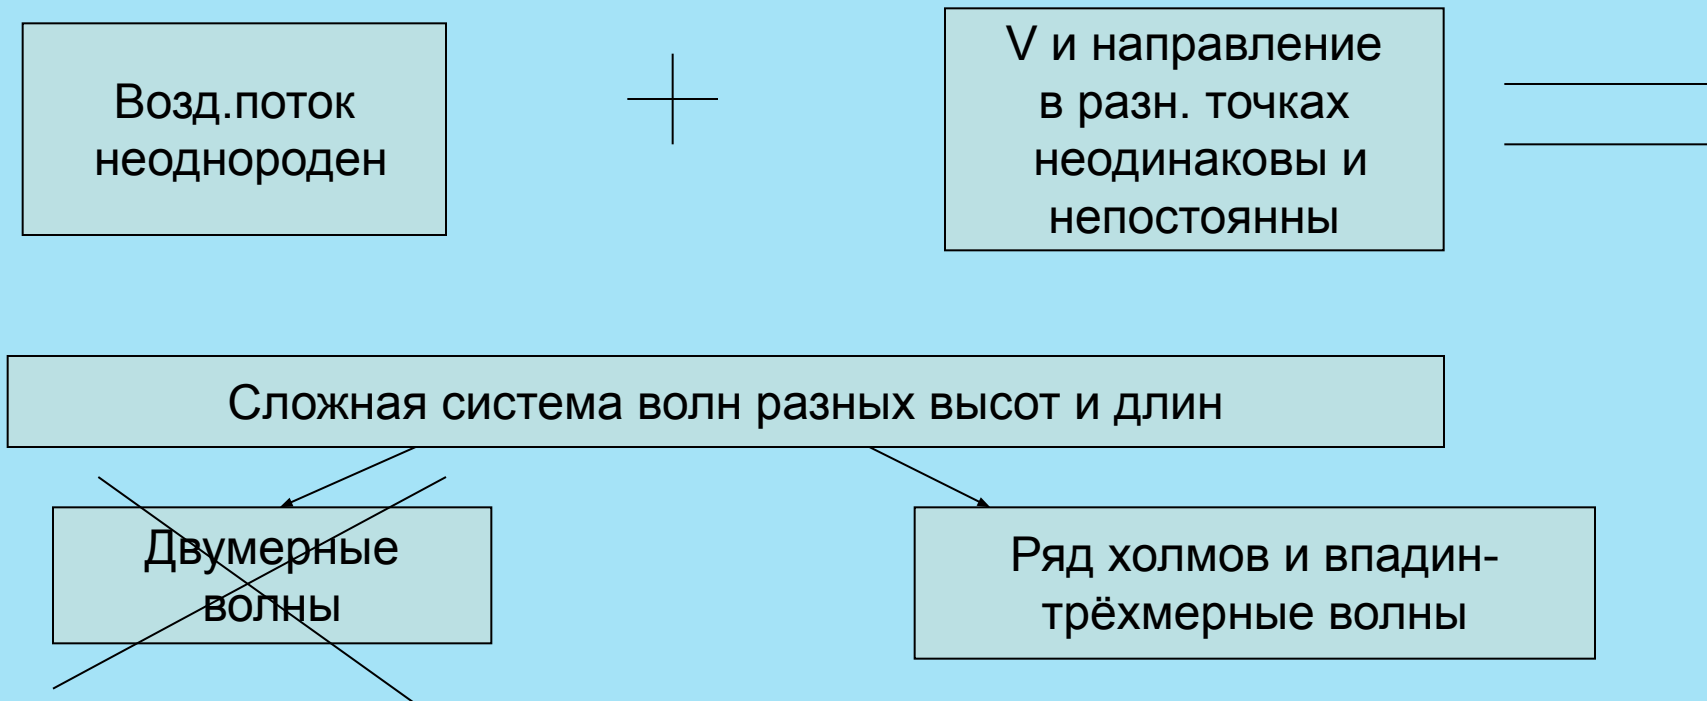 Возд.поток
неоднороден
V и направление
в разн. точках
неодинаковы и
непостоянны
Сложная система волн разных высот и длин
Двумерные
волны
Ряд холмов и впадин-
трёхмерные волны